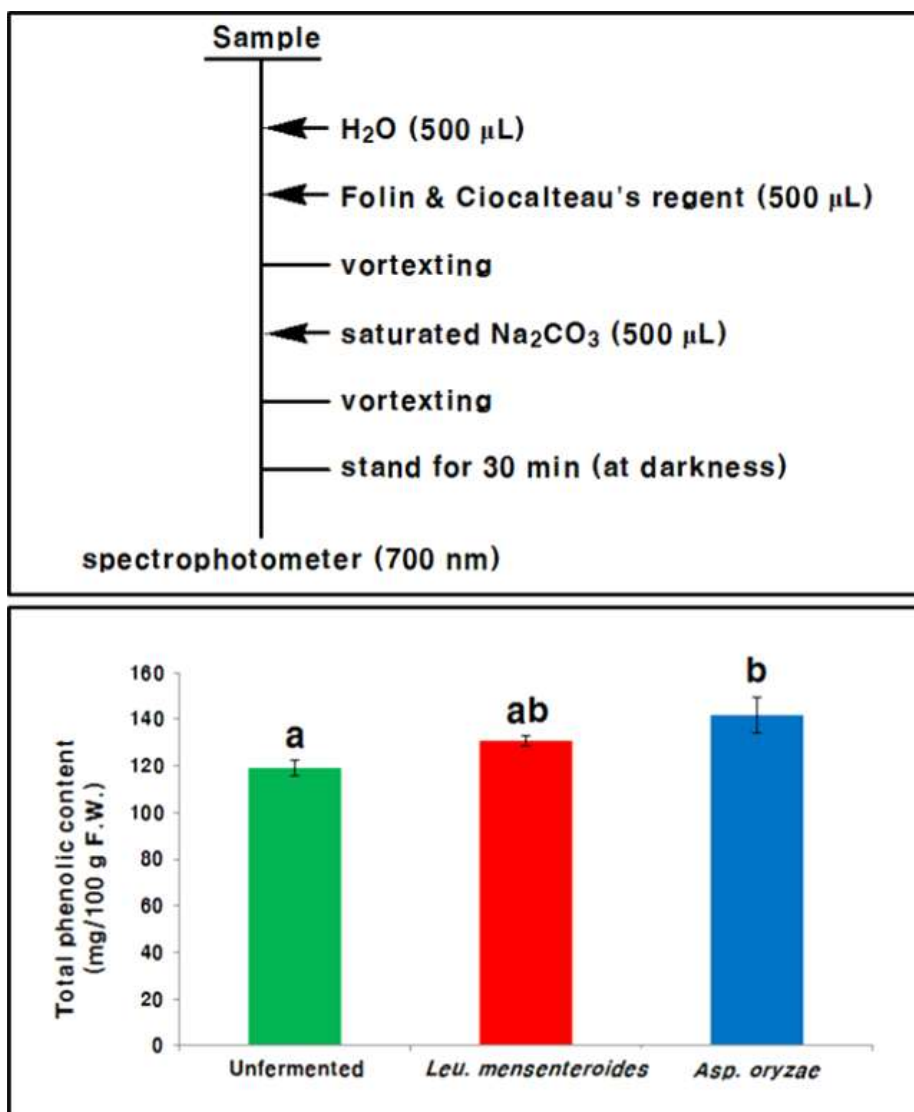 Sample
H₂O (500 μL)
Folin & Ciocalteau's regent (500 μL)
vortexting
saturated Na₂CO₃ (500 μL)
vortexting
stand for 30 min (at darkness)
spectrophotometer (700 nm)
Total phenolic content
(mg/100 g F.W.)
160
140
120
100
80
60
40
20
0
a
ab
b
Unfermented
Leu. mensenteroides
Asp. oryzae